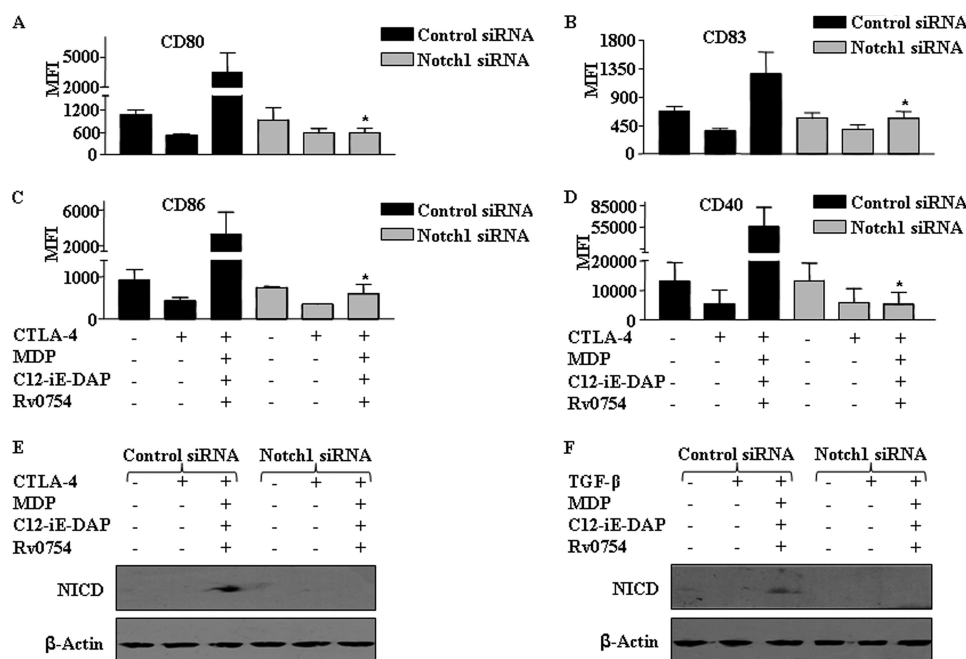 A
CD80
Control siRNA
Notch1 siRNA
MFI
5000
2000
1200
600
0
*
B
CD83
Control siRNA
Notch1 siRNA
MFI
1800
1350
900
450
0
*
C
CD86
Control siRNA
Notch1 siRNA
MFI
6000
2000
1000
0
*
CTLA-4 - + + - + +
MDP - - + - - +
C12-iE-DAP - - + - - +
Rv0754 - - + - - +
D
CD40
Control siRNA
Notch1 siRNA
MFI
85000
55000
20000
10000
0
*
CTLA-4 - + + - + +
MDP - - + - - +
C12-iE-DAP - - + - - +
Rv0754 - - + - - +
E
Control siRNA Notch1 siRNA
CTLA-4 - + + - + +
MDP - - + - - +
C12-iE-DAP - - + - - +
Rv0754 - - + - - +
NICD
β-Actin
F
Control siRNA Notch1 siRNA
TGF-β - + + - + +
MDP - - + - - +
C12-iE-DAP - - + - - +
Rv0754 - - + - - +
NICD
β-Actin